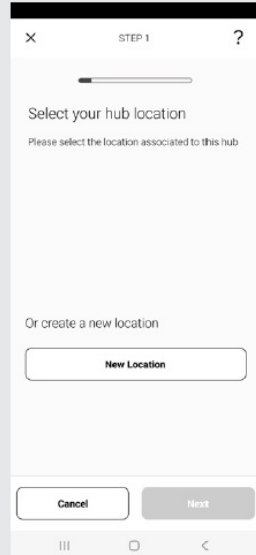 STEP 1
?
Select your hub location
Please select the location associated to this hub
Or create a new location
New Location
Cancel
Next